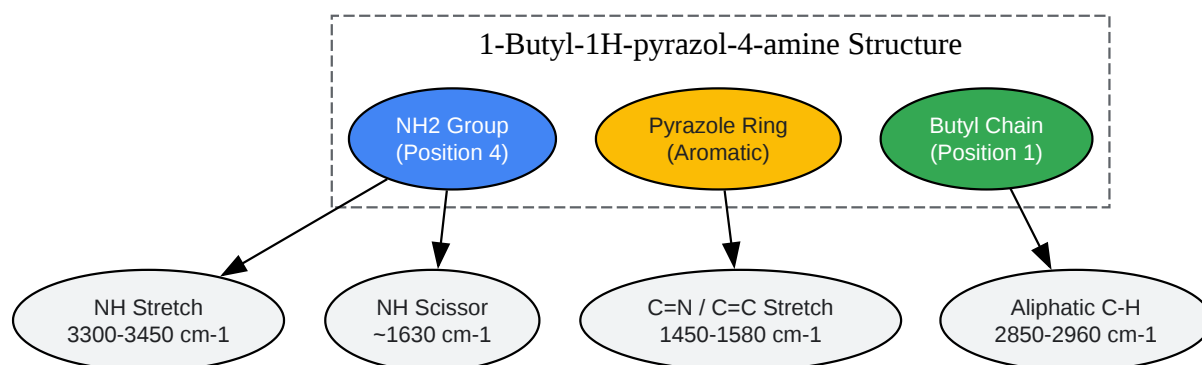 1-Butyl-1H-pyrazol-4-amine Structure
NH2 Group
(Position 4)
Pyrazole Ring
(Aromatic)
Butyl Chain
(Position 1)
NH Stretch
3300-3450 cm-1
NH Scissor
~1630 cm-1
C=N / C=C Stretch
1450-1580 cm-1
Aliphatic C-H
2850-2960 cm-1